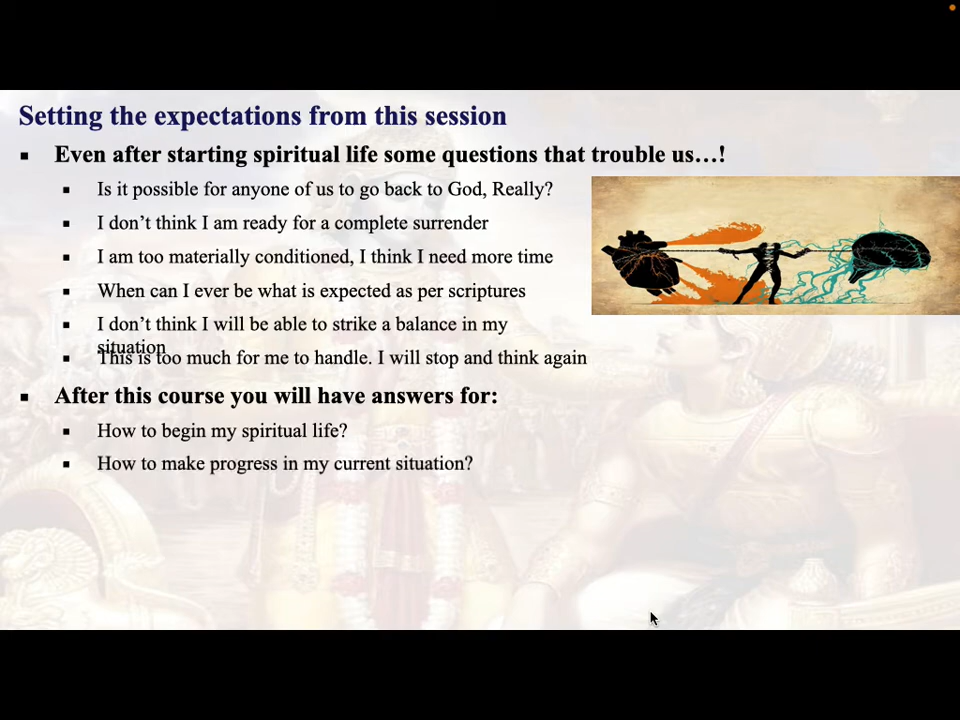 Setting the expectations from this session
Even after starting spiritual life some questions that trouble us…!
Is it possible for anyone of us to go back to God, Really?
I don’t think I am ready for a complete surrender
I am too materially conditioned, I think I need more time
When can I ever be what is expected as per scriptures
I don’t think I will be able to strike a balance in my
situation
This is too much for me to handle. I will stop and think again
After this course you will have answers for:
How to begin my spiritual life?
How to make progress in my current situation?